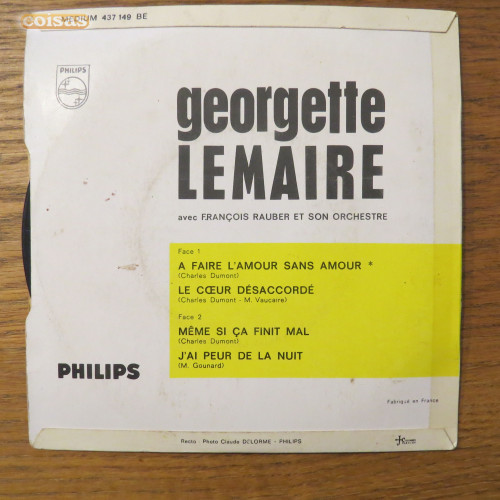 coisas
MEDIUM 437 149 BE
PHILIPS
georgette
LEMAIRE
avec FRANÇOIS RAUBER ET SON ORCHESTRE
Face 1
A FAIRE L'AMOUR SANS AMOUR *
(Charles Dumont)
LE CŒUR DÉSACCORDÉ
(Charles Dumont - M. Vaucaire)
Face 2
MÊME SI ÇA FINIT MAL
(Charles Dumont)
J'AI PEUR DE LA NUIT
(M. Gounard)
PHILIPS
Fabriqué en France
Recto : Photo Claude DELORME - PHILIPS